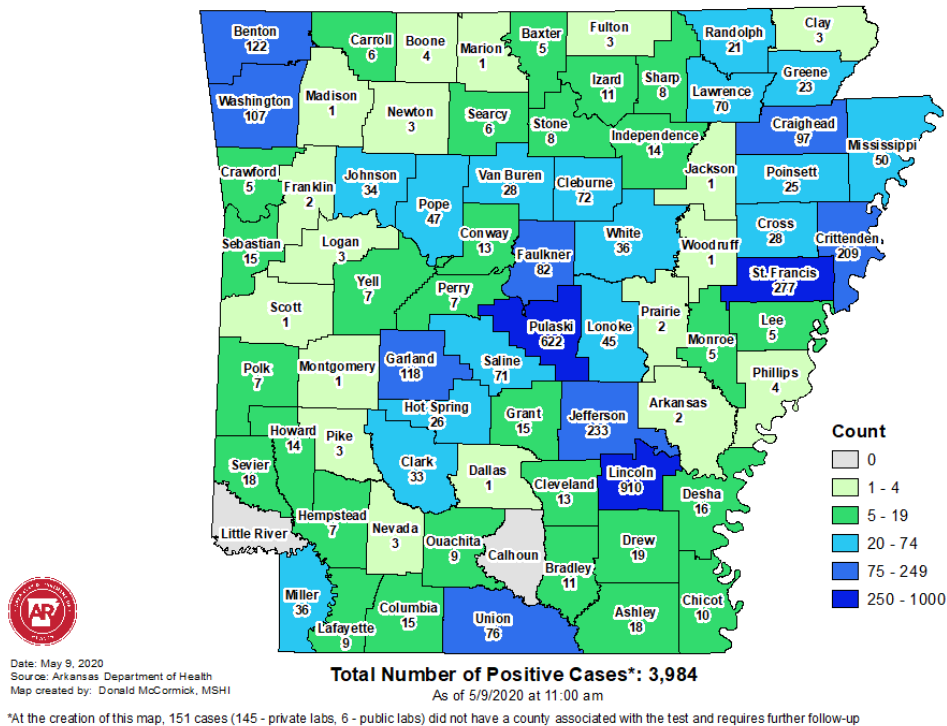 Benton
122
Carroll
6
Boone
4
Marion
1
Baxter
5
Fulton
3
Randolph
21
Clay
3
Izard
11
Sharp
8
Lawrence
70
Greene
23
Washington
107
Madison
1
Newton
3
Searcy
6
Stone
8
Independence
14
Jackson
1
Craighead
97
Mississippi
50
Crawford
5
Franklin
2
Johnson
34
Pope
47
Van Buren
28
Cleburne
72
Poinsett
25
Sebastian
15
Logan
3
Conway
13
Faulkner
82
White
36
Woodruff
1
Cross
28
Crittenden
209
St. Francis
277
Scott
1
Yell
7
Perry
7
Pulaski
622
Lonoke
45
Prairie
2
Monroe
5
Lee
5
Phillips
4
Polk
7
Montgomery
1
Garland
118
Saline
71
Hot Spring
26
Grant
15
Jefferson
233
Arkansas
2
Howard
14
Pike
3
Sevier
18
Clark
33
Dallas
1
Cleveland
13
Lincoln
910
Desha
16
Little River
Hempstead
7
Nevada
3
Ouachita
9
Calhoun
Bradley
11
Drew
19
Miller
36
Lafayette
9
Columbia
15
Union
76
Ashley
18
Chicot
10
Count
0
1 - 4
5 - 19
20 - 74
75 - 249
250 - 1000
AR
Date: May 9, 2020
Source: Arkansas Department of Health
Map created by: Donald McCormick, MSHI
Total Number of Positive Cases*: 3,984
As of 5/9/2020 at 11:00 am
*At the creation of this map, 151 cases (145 - private labs, 6 - public labs) did not have a county associated with the test and requires further follow-up